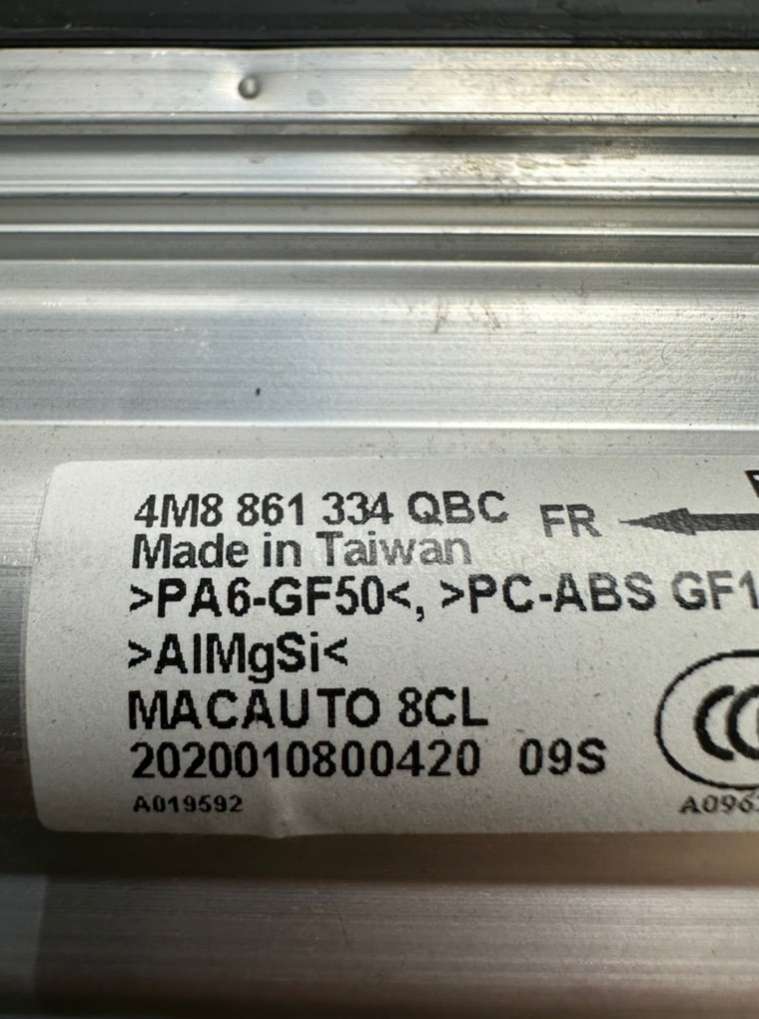 4M8 861 334 QBC FR
Made in Taiwan
>PA6-GF50<, >PC-ABS GF1
>AlMgSi<
MACAUTO 8CL
2020010800420 09S
A019592 A096